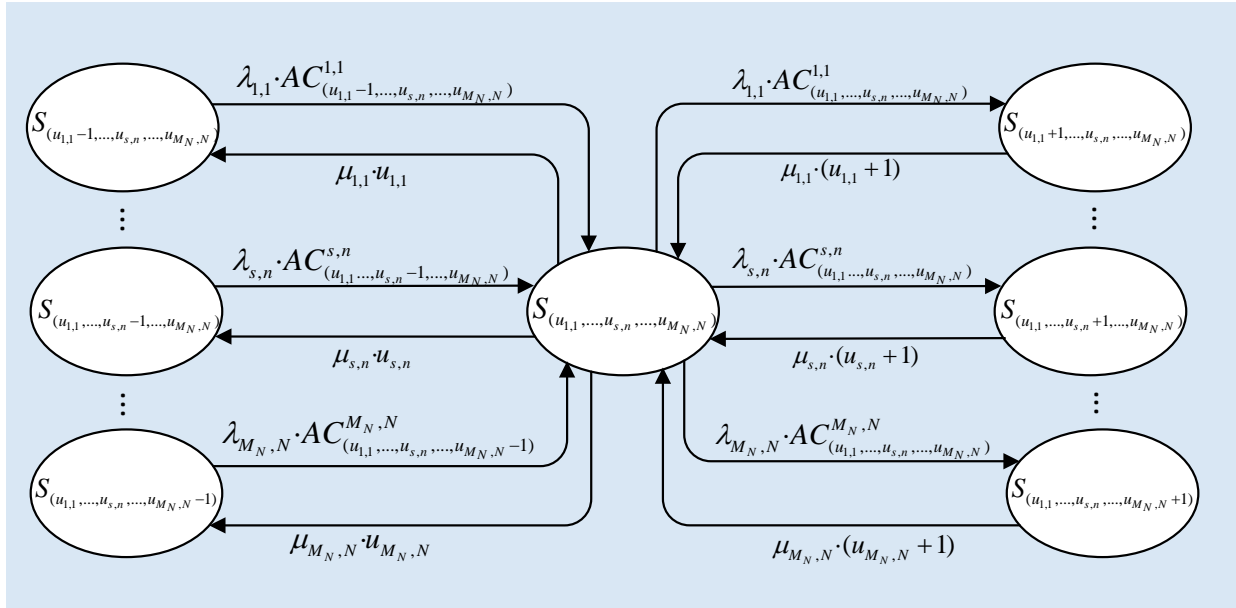 λ_{1,1}·AC^{1,1}_{(u_{1,1}−1,...,u_{s,n},...,u_{M_N,N})}
λ_{1,1}·AC^{1,1}_{(u_{1,1},...,u_{s,n},...,u_{M_N,N})}
S_{(u_{1,1}−1,...,u_{s,n},...,u_{M_N,N})}
S_{(u_{1,1}+1,...,u_{s,n},...,u_{M_N,N})}
μ_{1,1}·u_{1,1}
μ_{1,1}·(u_{1,1}+1)
⋮
⋮
λ_{s,n}·AC^{s,n}_{(u_{1,1}...,u_{s,n}−1,...,u_{M_N,N})}
λ_{s,n}·AC^{s,n}_{(u_{1,1}...,u_{s,n},...,u_{M_N,N})}
S_{(u_{1,1},...,u_{s,n}−1,...,u_{M_N,N})}
S_{(u_{1,1},...,u_{s,n},...,u_{M_N,N})}
S_{(u_{1,1},...,u_{s,n}+1,...,u_{M_N,N})}
μ_{s,n}·u_{s,n}
μ_{s,n}·(u_{s,n}+1)
⋮
⋮
λ_{M_N,N}·AC^{M_N,N}_{(u_{1,1},...,u_{s,n},...,u_{M_N,N}−1)}
λ_{M_N,N}·AC^{M_N,N}_{(u_{1,1},...,u_{s,n},...,u_{M_N,N})}
S_{(u_{1,1},...,u_{s,n},...,u_{M_N,N}−1)}
S_{(u_{1,1},...,u_{s,n},...,u_{M_N,N}+1)}
μ_{M_N,N}·u_{M_N,N}
μ_{M_N,N}·(u_{M_N,N}+1)